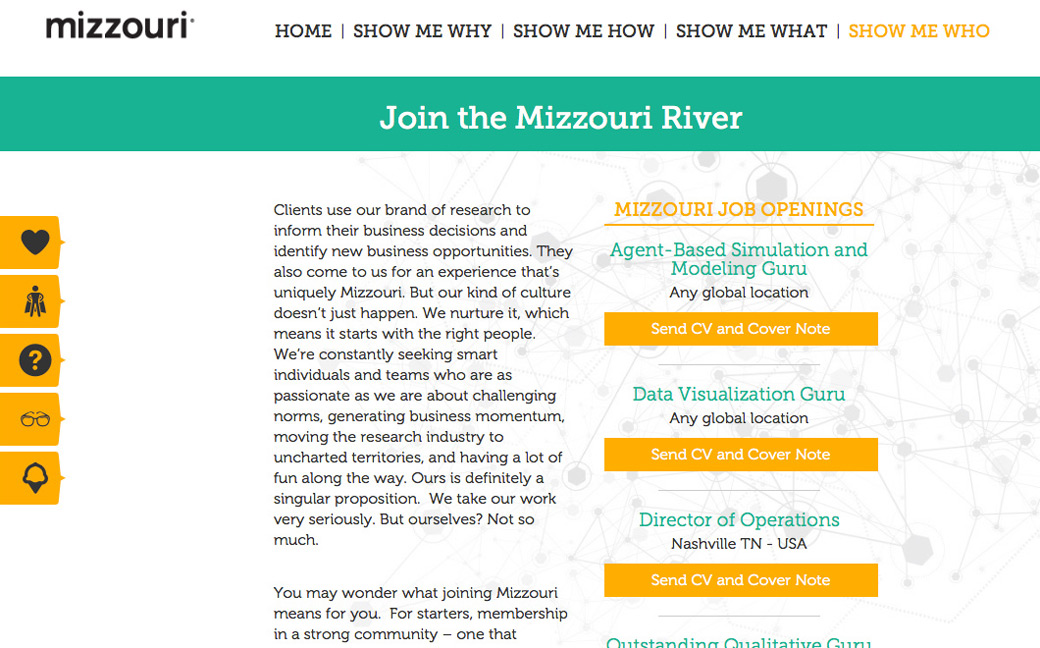 mizzouri
HOME | SHOW ME WHY | SHOW ME HOW | SHOW ME WHAT | SHOW ME WHO
Join the Mizzouri River
Clients use our brand of research to
inform their business decisions and
identify new business opportunities. They
also come to us for an experience that's
uniquely Mizzouri. But our kind of culture
doesn't just happen. We nurture it, which
means it starts with the right people.
We're constantly seeking smart
individuals and teams who are as
passionate as we are about challenging
norms, generating business momentum,
moving the research industry to
uncharted territories, and having a lot of
fun along the way. Ours is definitely a
singular proposition.  We take our work
very seriously. But ourselves? Not so
much.
You may wonder what joining Mizzouri
means for you.  For starters, membership
in a strong community – one that
MIZZOURI JOB OPENINGS
Agent-Based Simulation and
Modeling Guru
Any global location
Send CV and Cover Note
Data Visualization Guru
Any global location
Send CV and Cover Note
Director of Operations
Nashville TN - USA
Send CV and Cover Note
Outstanding Qualitative Guru
?